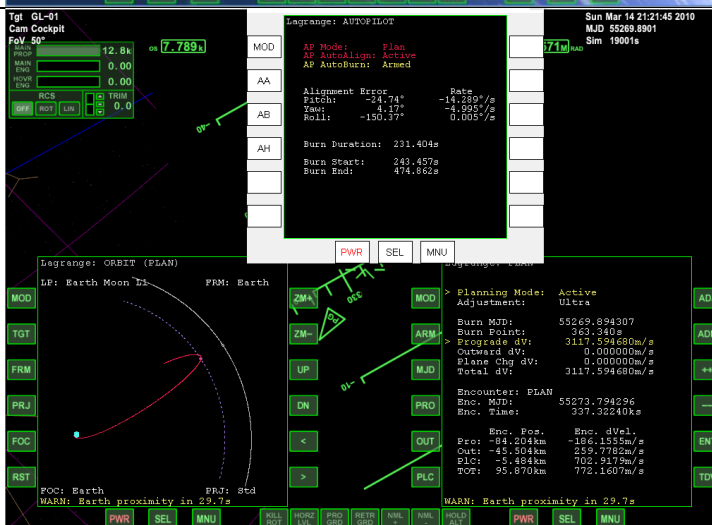 Tgt GL-01
Cam Cockpit
FoV 50°
MAIN PROP 12.8k
MAIN ENG 0.00
HOVR ENG 0.00
RCS TRIM
OFF ROT LIN 0.0
OS 7.789k
Sun Mar 14 21:21:45 2010
MJD 55269.8901
Sim 19001s
571M RAD
Lagrange: AUTOPILOT
MOD
AA
AB
AH
AP Mode: Plan
AP AutoAlign: Active
AP AutoBurn: Armed
Alignment Error Rate
Pitch: -24.74° -14.289°/s
Yaw: 4.17° -4.995°/s
Roll: -150.37° 0.005°/s
Burn Duration: 231.404s
Burn Start: 243.457s
Burn End: 474.862s
PWR SEL MNU
-40
030
PG
-10
Lagrange: ORBIT (PLAN)
LP: Earth Moon L1 FRM: Earth
MOD
TGT
FRM
PRJ
FOC
RST
ZM+
ZM-
UP
DN
<
>
FOC: Earth PRJ: Std
WARN: Earth proximity in 29.7s
PWR SEL MNU
KILL ROT
HORZ LVL
PRO GRD
RETR GRD
NML +
NML -
HOLD ALT
Lagrange: PLAN
MOD
ARM
MJD
PRO
OUT
PLC
> Planning Mode: Active
Adjustment: Ultra
Burn MJD: 55269.894307
Burn Point: 363.340s
> Prograde dV: 3117.594680m/s
Outward dV: 0.000000m/s
Plane Chg dV: 0.000000m/s
Total dV: 3117.594680m/s
Encounter: PLAN
Enc. MJD: 55273.794296
Enc. Time: 337.32240ks
Enc. Pos. Enc. dVel.
Pro: -84.204km -186.1555m/s
Out: -45.504km 259.7782m/s
Plc: -5.484km 702.9179m/s
TOT: 95.870km 772.1607m/s
WARN: Earth proximity in 29.7s
++
PWR SEL MNU